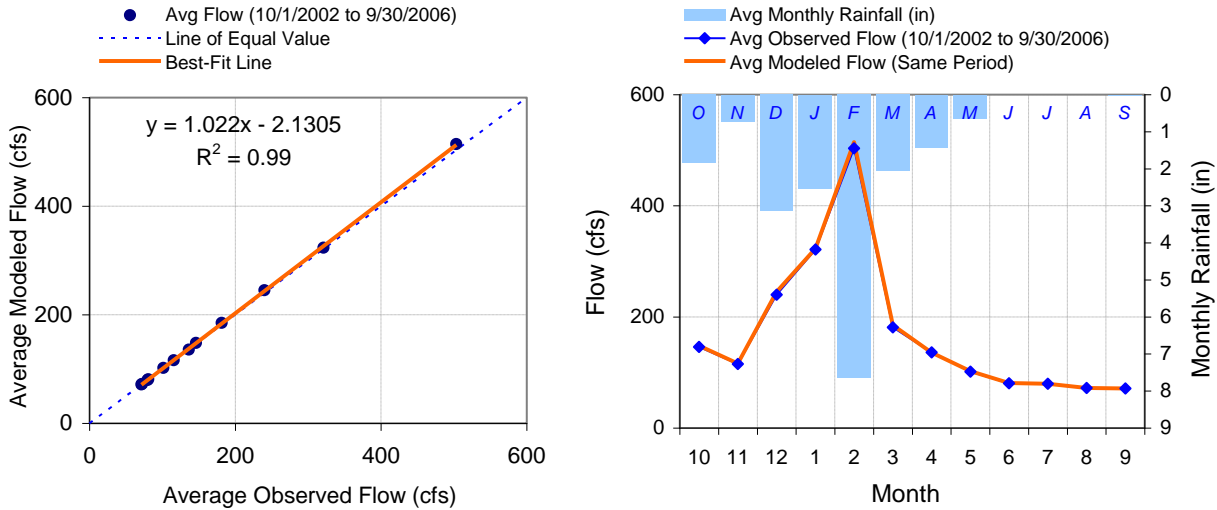 Avg Flow (10/1/2002 to 9/30/2006)
Line of Equal Value
Best-Fit Line
y = 1.022x - 2.1305
R² = 0.99
600
400
200
0
0 200 400 600
Average Modeled Flow (cfs)
Average Observed Flow (cfs)
Avg Monthly Rainfall (in)
Avg Observed Flow (10/1/2002 to 9/30/2006)
Avg Modeled Flow (Same Period)
O N D J F M A M J J A S
600
400
200
0
Flow (cfs)
0
1
2
3
4
5
6
7
8
9
Monthly Rainfall (in)
10 11 12 1 2 3 4 5 6 7 8 9
Month